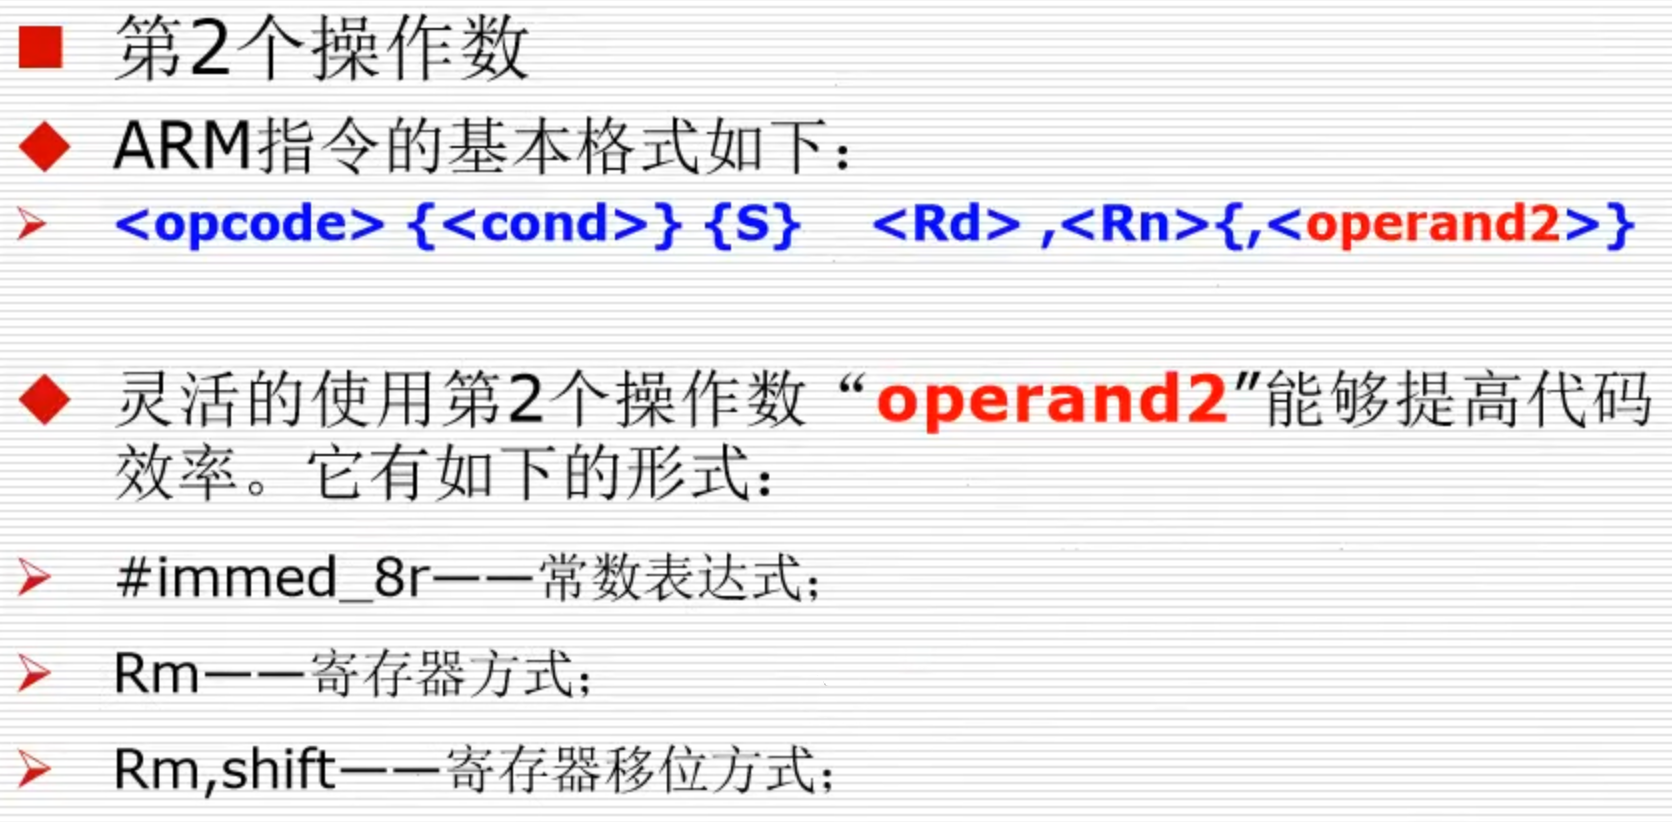 第2个操作数
ARM指令的基本格式如下：
<opcode> {<cond>} {S} <Rd> ,<Rn>{,<operand2>}
灵活的使用第2个操作数“operand2”能够提高代码
效率。它有如下的形式：
#immed_8r——常数表达式；
Rm——寄存器方式；
Rm,shift——寄存器移位方式；